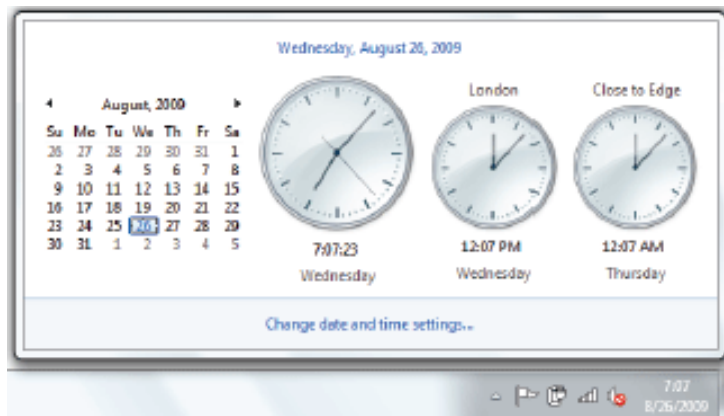 Wednesday, August 26, 2009
August, 2009
Su Mo Tu We Th Fr Sa
26 27 28 29 30 31 1
2 3 4 5 6 7 8
9 10 11 12 13 14 15
16 17 18 19 20 21 22
23 24 25 26 27 28 29
30 31 1 2 3 4 5
7:07:23
Wednesday
London
12:07 PM
Wednesday
Close to Edge
12:07 AM
Thursday
Change date and time settings...
7:07
8/26/2009